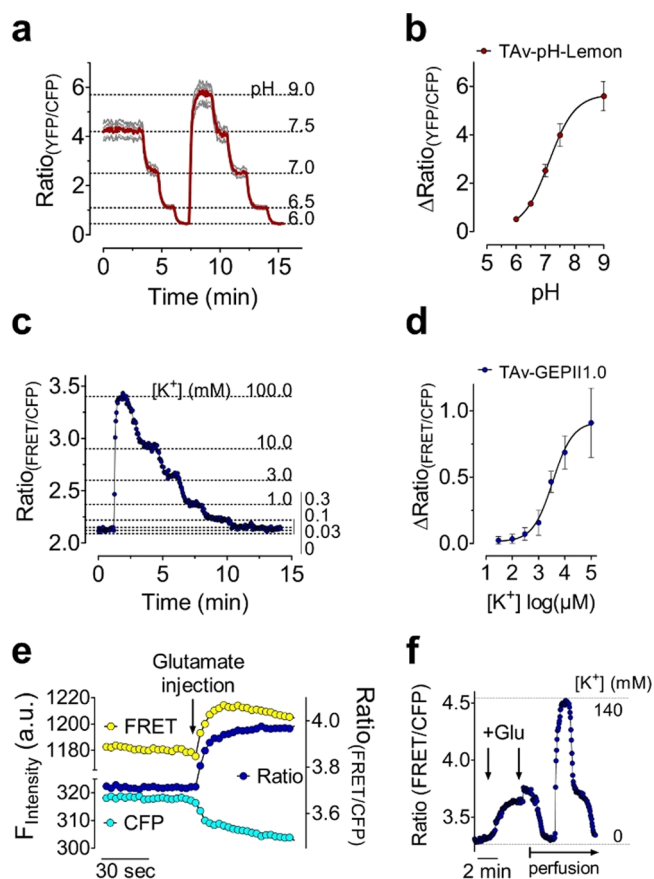 a
Ratio(YFP/CFP)
6
4
2
0
pH 9.0
7.5
7.0
6.5
6.0
0 5 10 15
Time (min)
b
TAv-pH-Lemon
ΔRatio(YFP/CFP)
6
4
2
0
5 6 7 8 9
pH
c
Ratio(FRET/CFP)
3.5
3.0
2.5
2.0
[K+] (mM) 100.0
10.0
3.0
1.0
0.3
0.1
0.03
0
0 5 10 15
Time (min)
d
TAv-GEPII1.0
ΔRatio(FRET/CFP)
1.0
0.5
0.0
1 2 3 4 5
[K+] log(µM)
e
Glutamate
injection
FIntensity (a.u.)
1220
1200
1180
320
310
300
FRET
Ratio
CFP
4.0
3.8
3.6
Ratio(FRET/CFP)
30 sec
f
Ratio (FRET/CFP)
4.5
4.0
3.5
[K+] (mM)
140
+Glu
0
2 min
perfusion